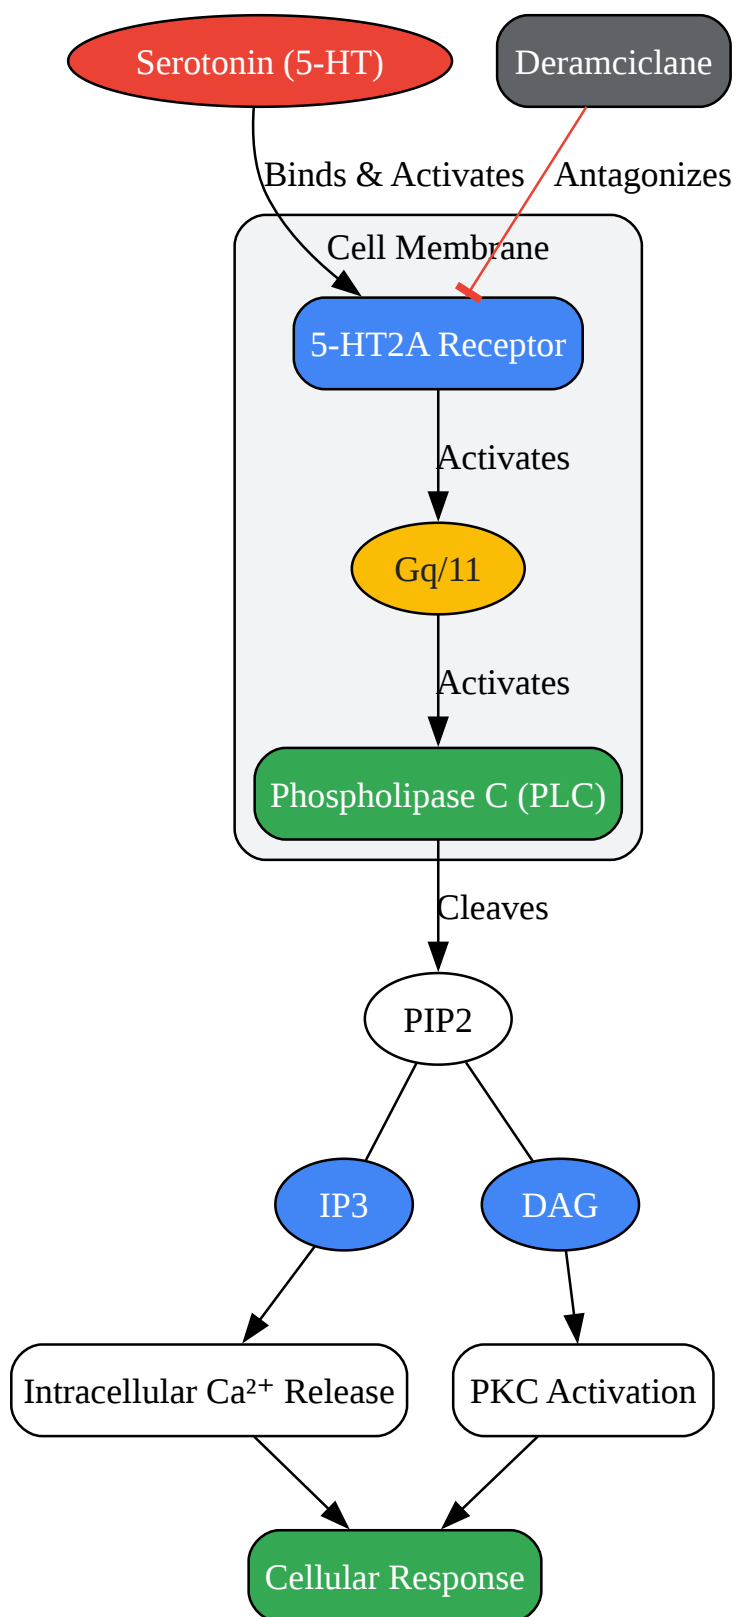 Serotonin (5-HT)
Deramciclane
Binds & Activates
Antagonizes
Cell Membrane
5-HT2A Receptor
Activates
Gq/11
Activates
Phospholipase C (PLC)
Cleaves
PIP2
IP3
DAG
Intracellular Ca²⁺ Release
PKC Activation
Cellular Response